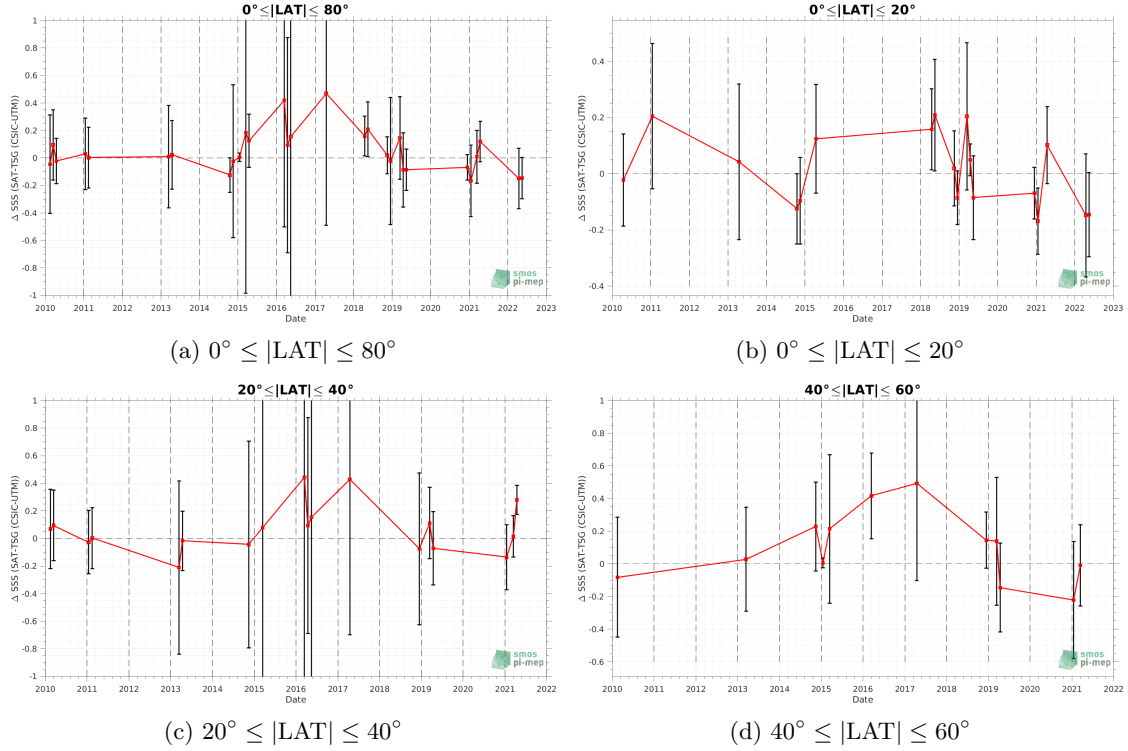 0°≤|LAT|≤ 80°
Δ SSS (SAT-TSG (CSIC-UTM))
1
0.8
0.6
0.4
0.2
0
-0.2
-0.4
-0.6
-0.8
-1
2010 2011 2012 2013 2014 2015 2016 2017 2018 2019 2020 2021 2022 2023
Date
smos
pi-mep
(a) 0° ≤ |LAT| ≤ 80°
0°≤|LAT|≤ 20°
Δ SSS (SAT-TSG (CSIC-UTM))
0.4
0.2
0
-0.2
-0.4
2010 2011 2012 2013 2014 2015 2016 2017 2018 2019 2020 2021 2022 2023
Date
smos
pi-mep
(b) 0° ≤ |LAT| ≤ 20°
20°≤|LAT|≤ 40°
Δ SSS (SAT-TSG (CSIC-UTM))
1
0.8
0.6
0.4
0.2
0
-0.2
-0.4
-0.6
-0.8
-1
2010 2011 2012 2013 2014 2015 2016 2017 2018 2019 2020 2021 2022
Date
smos
pi-mep
(c) 20° ≤ |LAT| ≤ 40°
40°≤|LAT|≤ 60°
Δ SSS (SAT-TSG (CSIC-UTM))
1
0.8
0.6
0.4
0.2
0
-0.2
-0.4
-0.6
2010 2011 2012 2013 2014 2015 2016 2017 2018 2019 2020 2021 2022
Date
smos
pi-mep
(d) 40° ≤ |LAT| ≤ 60°